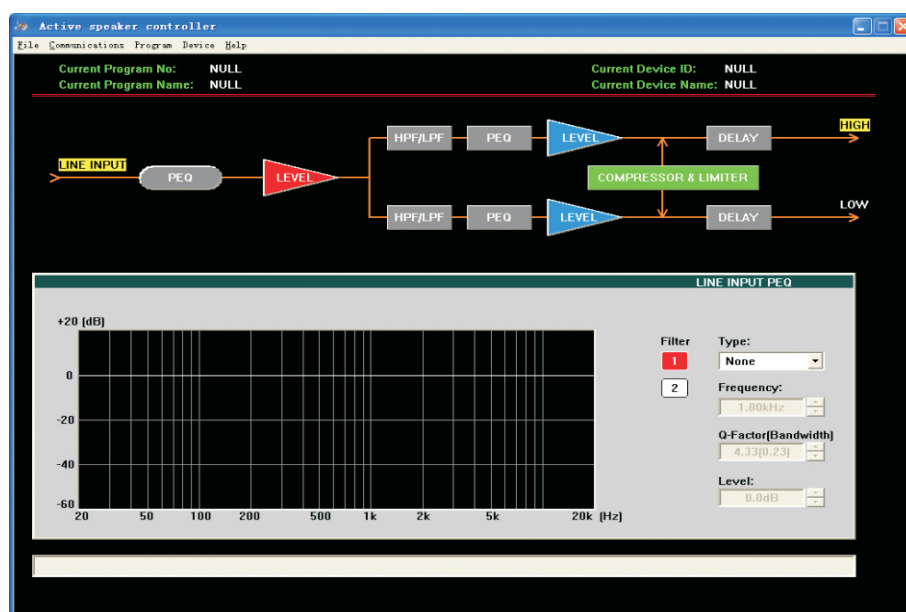 Active speaker controller
File Communications Program Device Help
Current Program No: NULL
Current Device ID: NULL
Current Program Name: NULL
Current Device Name: NULL
HIGH
HPF/LPF PEQ LEVEL DELAY
LINE INPUT
PEQ LEVEL COMPRESSOR & LIMITER
LOW
HPF/LPF PEQ LEVEL DELAY
LINE INPUT PEQ
+20 (dB)
0
-20
-40
-60
20 50 100 200 500 1k 2k 5k 20k (Hz)
Filter
1
2
Type:
None
Frequency:
1.00kHz
Q-Factor(Bandwidth)
4.33(0.23)
Level:
0.0dB